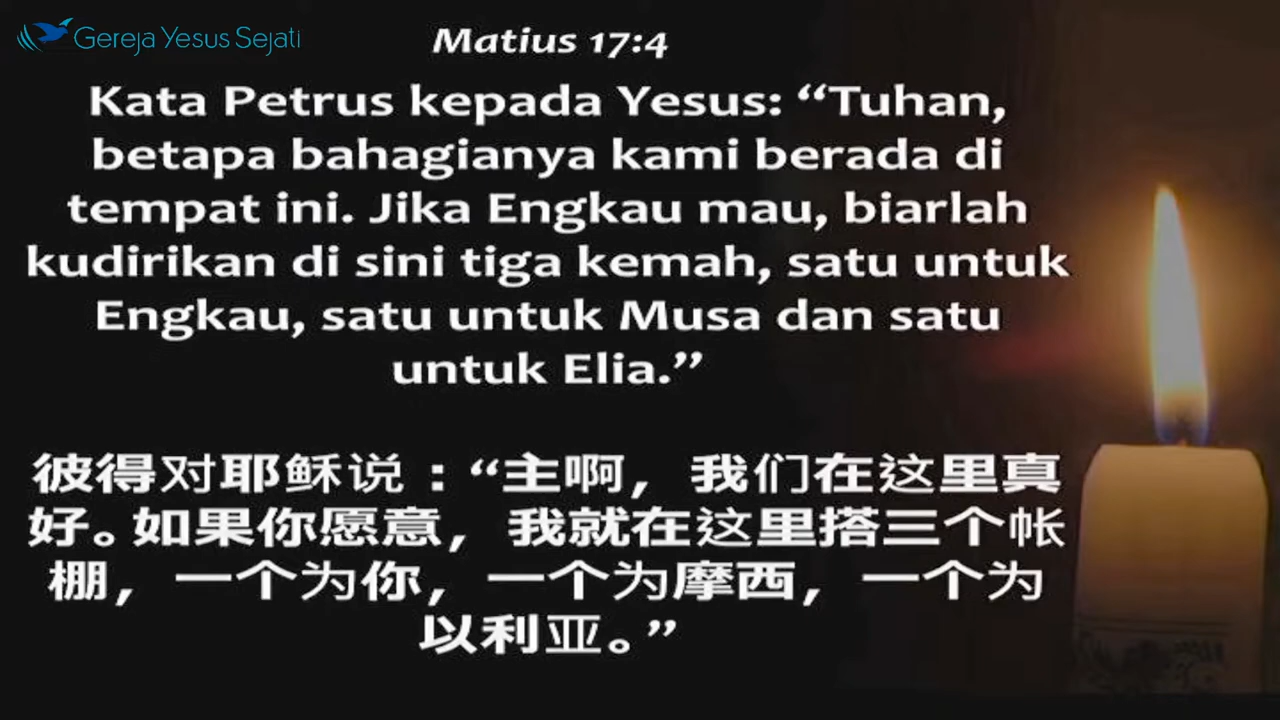 Gereja Yesus Sejati
Matius 17:4
Kata Petrus kepada Yesus: “Tuhan,
betapa bahagianya kami berada di
tempat ini. Jika Engkau mau, biarlah
kudirikan di sini tiga kemah, satu untuk
Engkau, satu untuk Musa dan satu
untuk Elia.”
彼得对耶稣说：“主啊，我们在这里真
好。如果你愿意，我就在这里搭三个帐
棚，一个为你，一个为摩西，一个为
以利亚。”